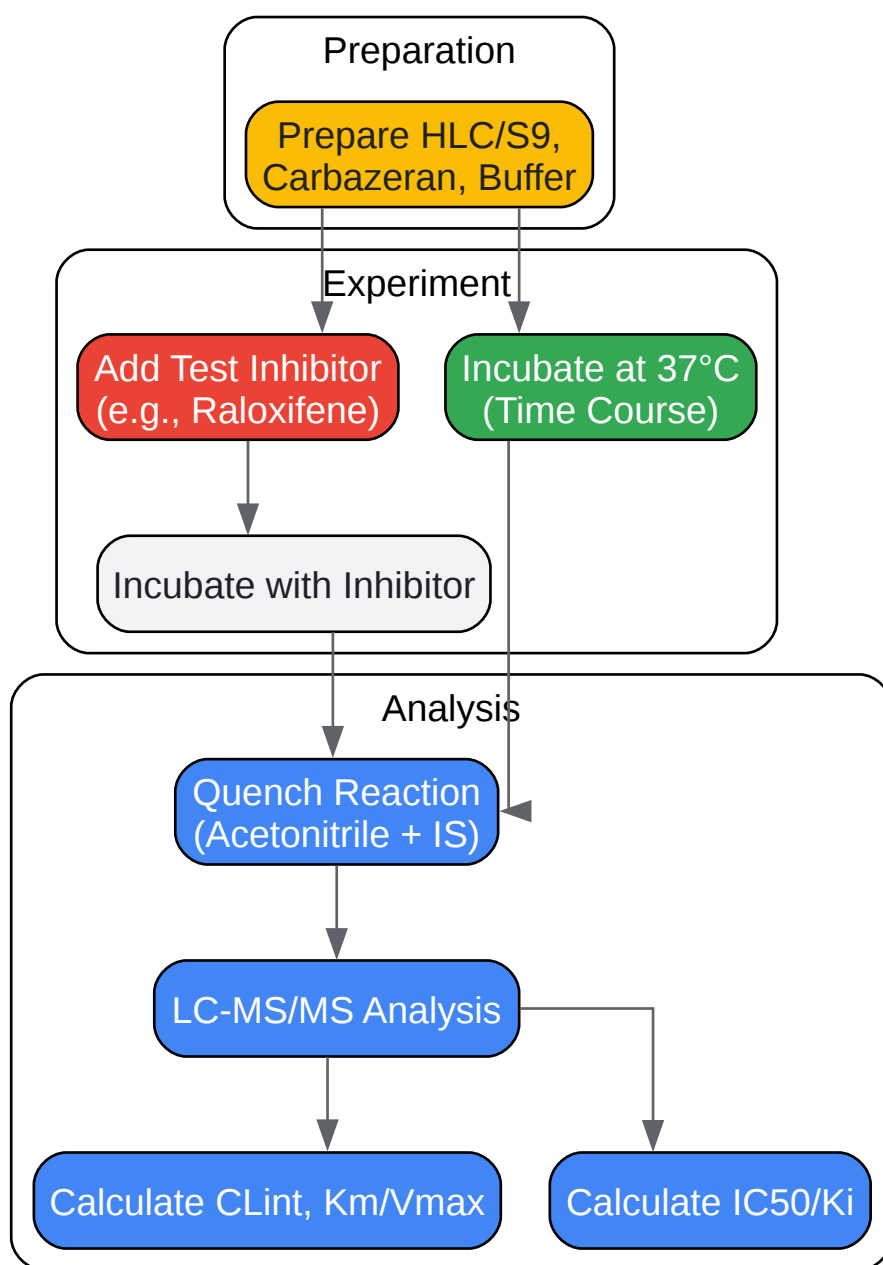 Preparation
Prepare HLC/S9,
Carbazeran, Buffer
Experiment
Add Test Inhibitor
(e.g., Raloxifene)
Incubate at 37°C
(Time Course)
Incubate with Inhibitor
Analysis
Quench Reaction
(Acetonitrile + IS)
LC-MS/MS Analysis
Calculate CLint, Km/Vmax
Calculate IC50/Ki